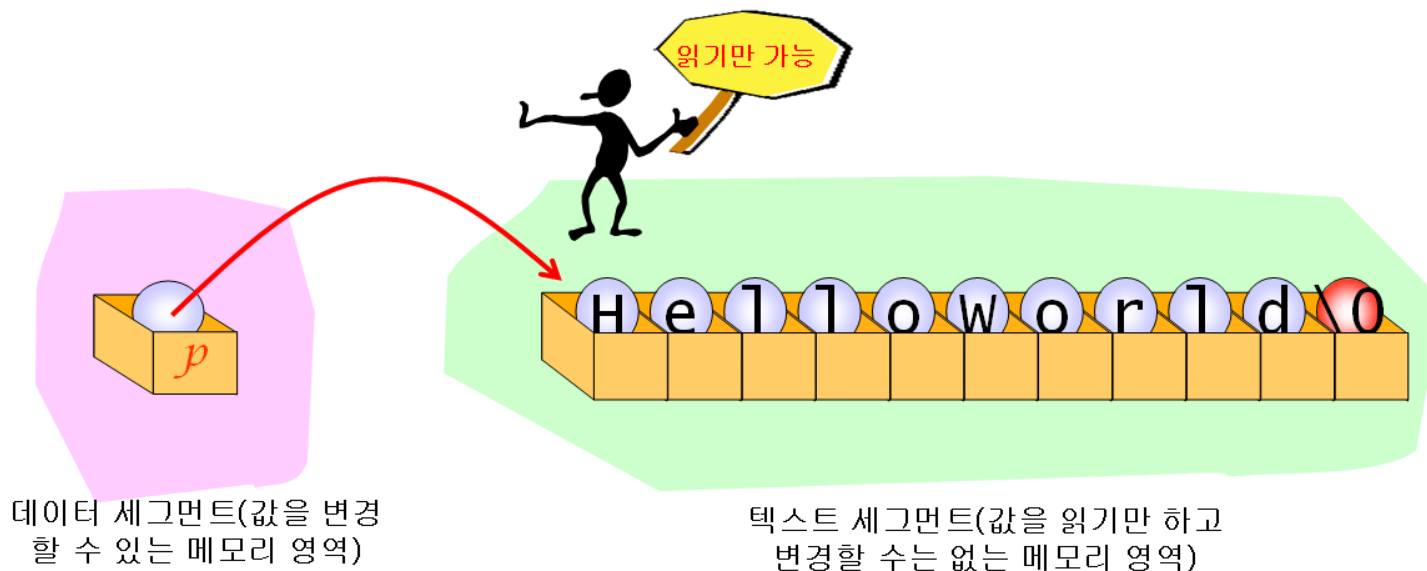 읽기만 가능
p
H e l l o W o r l d \0
데이터 세그먼트(값을 변경
할 수 있는 메모리 영역)
텍스트 세그먼트(값을 읽기만 하고
변경할 수는 없는 메모리 영역)